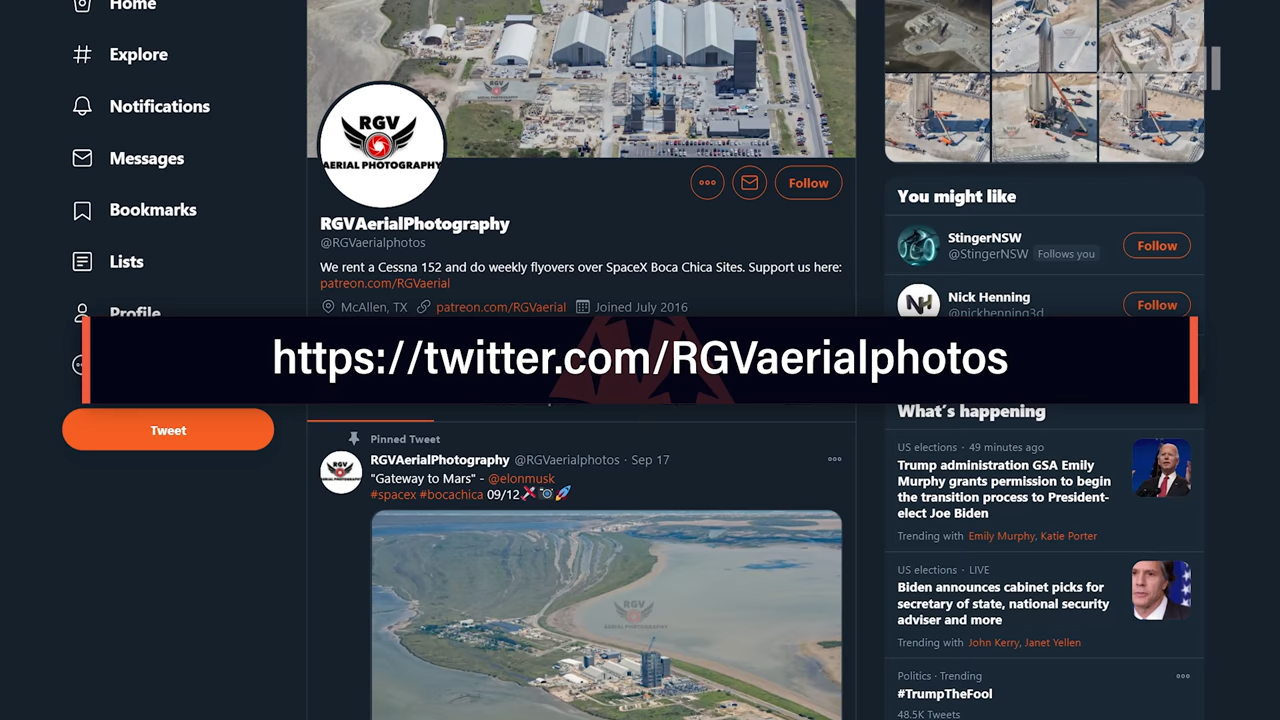 Home
Explore
Notifications
Messages
Bookmarks
Lists
Profile
Tweet
RGV
AERIAL PHOTOGRAPHY
Follow
RGVAerialPhotography
@RGVaerialphotos
We rent a Cessna 152 and do weekly flyovers over SpaceX Boca Chica Sites. Support us here:
patreon.com/RGVaerial
McAllen, TX patreon.com/RGVaerial Joined July 2016
https://twitter.com/RGVaerialphotos
Pinned Tweet
RGV
RGVAerialPhotography @RGVaerialphotos · Sep 17
"Gateway to Mars" - @elonmusk
#spacex #bocachica 09/12
RGV
AERIAL PHOTOGRAPHY
You might like
StingerNSW
@StingerNSW Follows you
Follow
NH
Nick Henning
@nickhenning3d
Follow
What's happening
US elections · 49 minutes ago
Trump administration GSA Emily
Murphy grants permission to begin
the transition process to President-
elect Joe Biden
Trending with Emily Murphy, Katie Porter
US elections · LIVE
Biden announces cabinet picks for
secretary of state, national security
adviser and more
Trending with John Kerry, Janet Yellen
Politics · Trending
#TrumpTheFool
48.5K Tweets